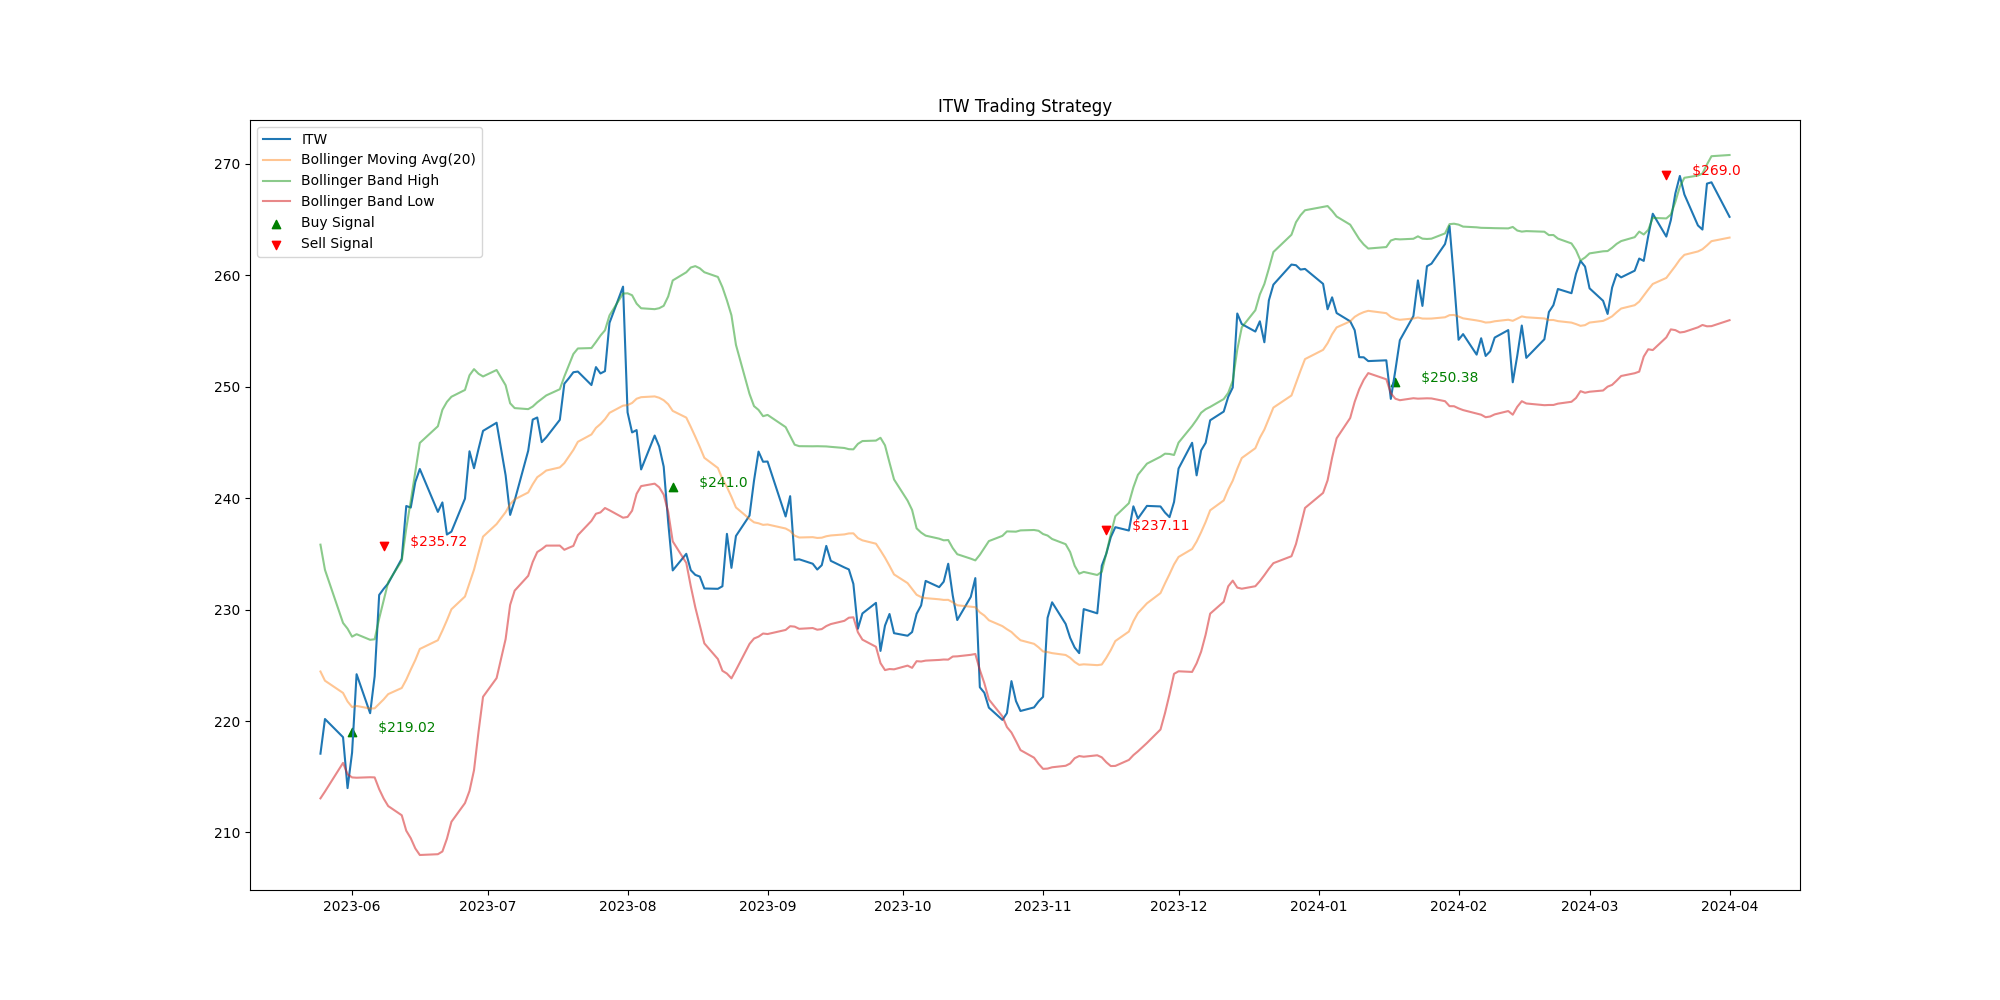 ITW Trading Strategy
ITW
Bollinger Moving Avg(20)
Bollinger Band High
Bollinger Band Low
Buy Signal
Sell Signal
270
260
250
240
230
220
210
$269.0
$250.38
$241.0
$237.11
$235.72
$219.02
2023-06 2023-07 2023-08 2023-09 2023-10 2023-11 2023-12 2024-01 2024-02 2024-03 2024-04